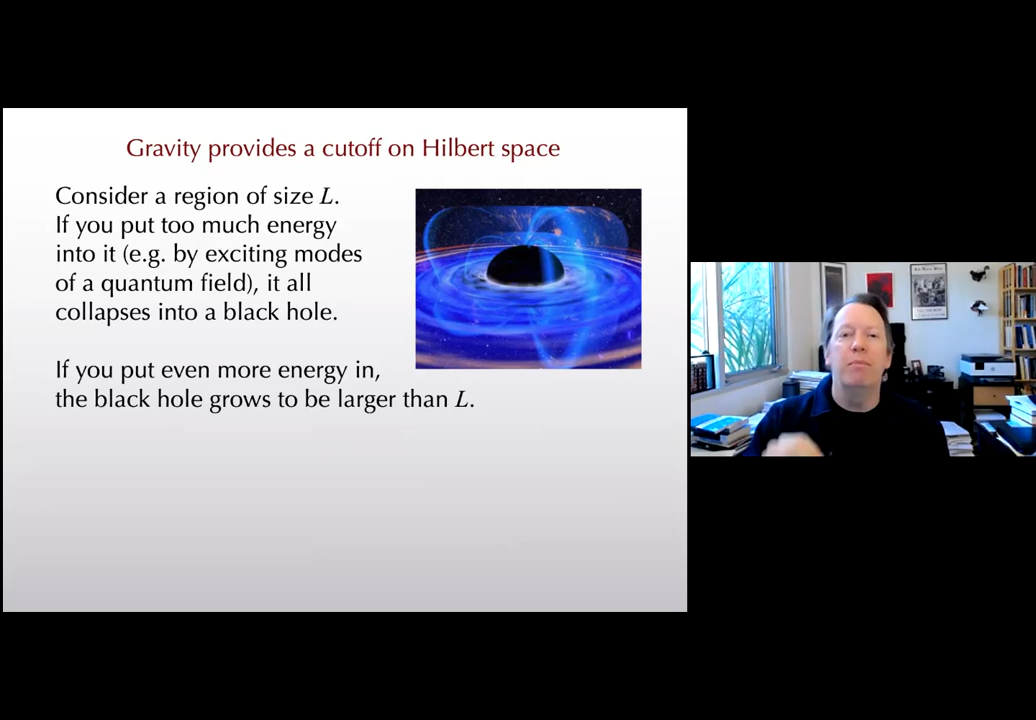 Gravity provides a cutoff on Hilbert space
Consider a region of size L.
If you put too much energy
into it (e.g. by exciting modes
of a quantum field), it all
collapses into a black hole.
If you put even more energy in,
the black hole grows to be larger than L.